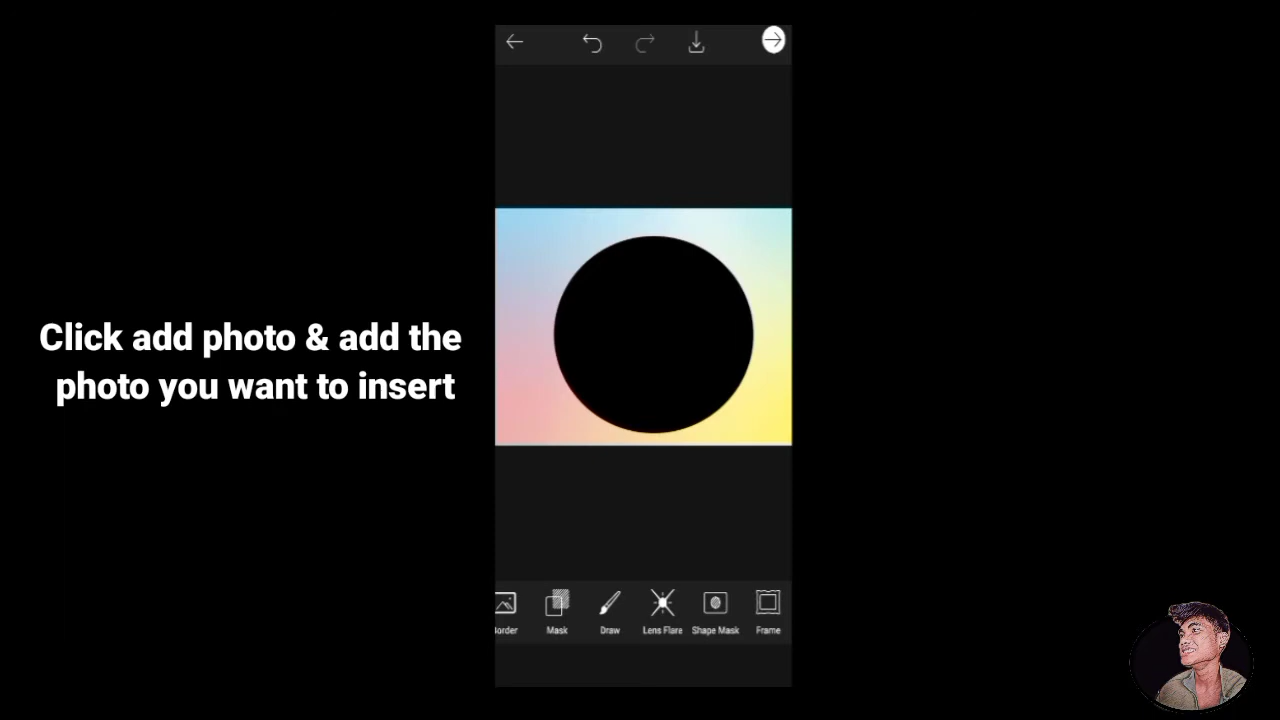 Click add photo & add the
photo you want to insert
Border Mask Draw Lens Flare Shape Mask Frame